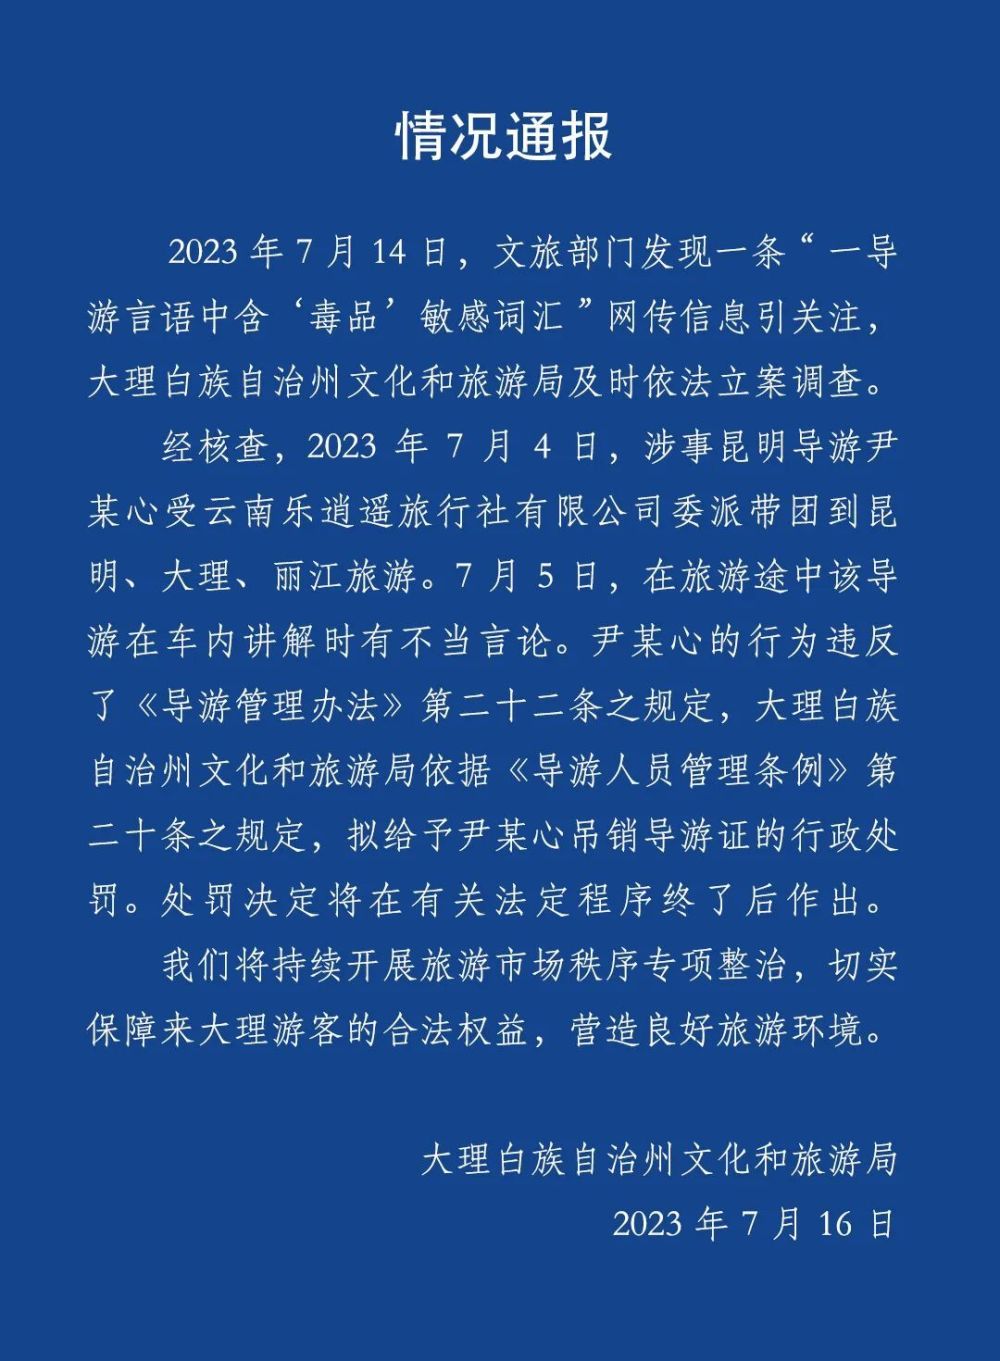 情况通报
2023 年 7 月 14 日，文旅部门发现一条“一导
游言语中含‘毒品’敏感词汇”网传信息引关注，
大理白族自治州文化和旅游局及时依法立案调查。
经核查，2023 年 7 月 4 日，涉事昆明导游尹
某心受云南乐逍遥旅行社有限公司委派带团到昆
明、大理、丽江旅游。7 月 5 日，在旅游途中该导
游在车内讲解时有不当言论。尹某心的行为违反
了《导游管理办法》第二十二条之规定，大理白族
自治州文化和旅游局依据《导游人员管理条例》第
二十条之规定，拟给予尹某心吊销导游证的行政处
罚。处罚决定将在有关法定程序终了后作出。
我们将持续开展旅游市场秩序专项整治，切实
保障来大理游客的合法权益，营造良好旅游环境。
大理白族自治州文化和旅游局
2023 年 7 月 16 日